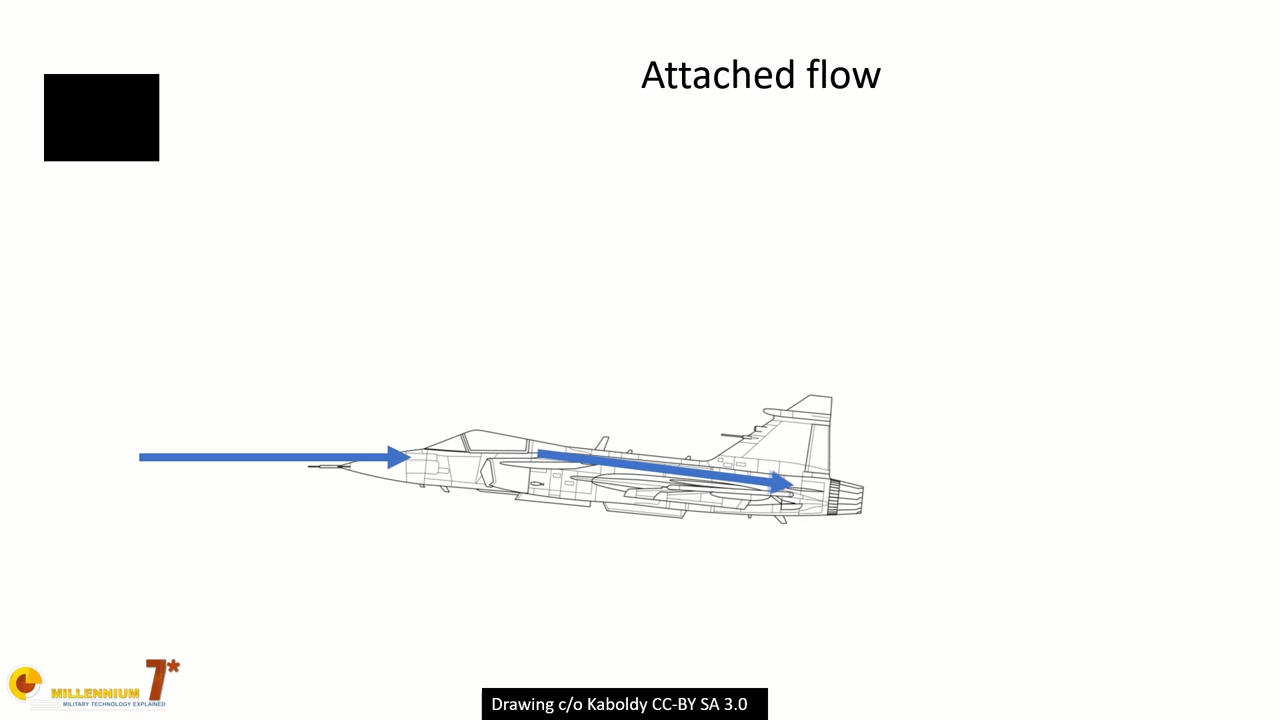 Attached flow
MILLENNIUM 7*
MILITARY TECHNOLOGY EXPLAINED
Drawing c/o Kaboldy CC-BY SA 3.0